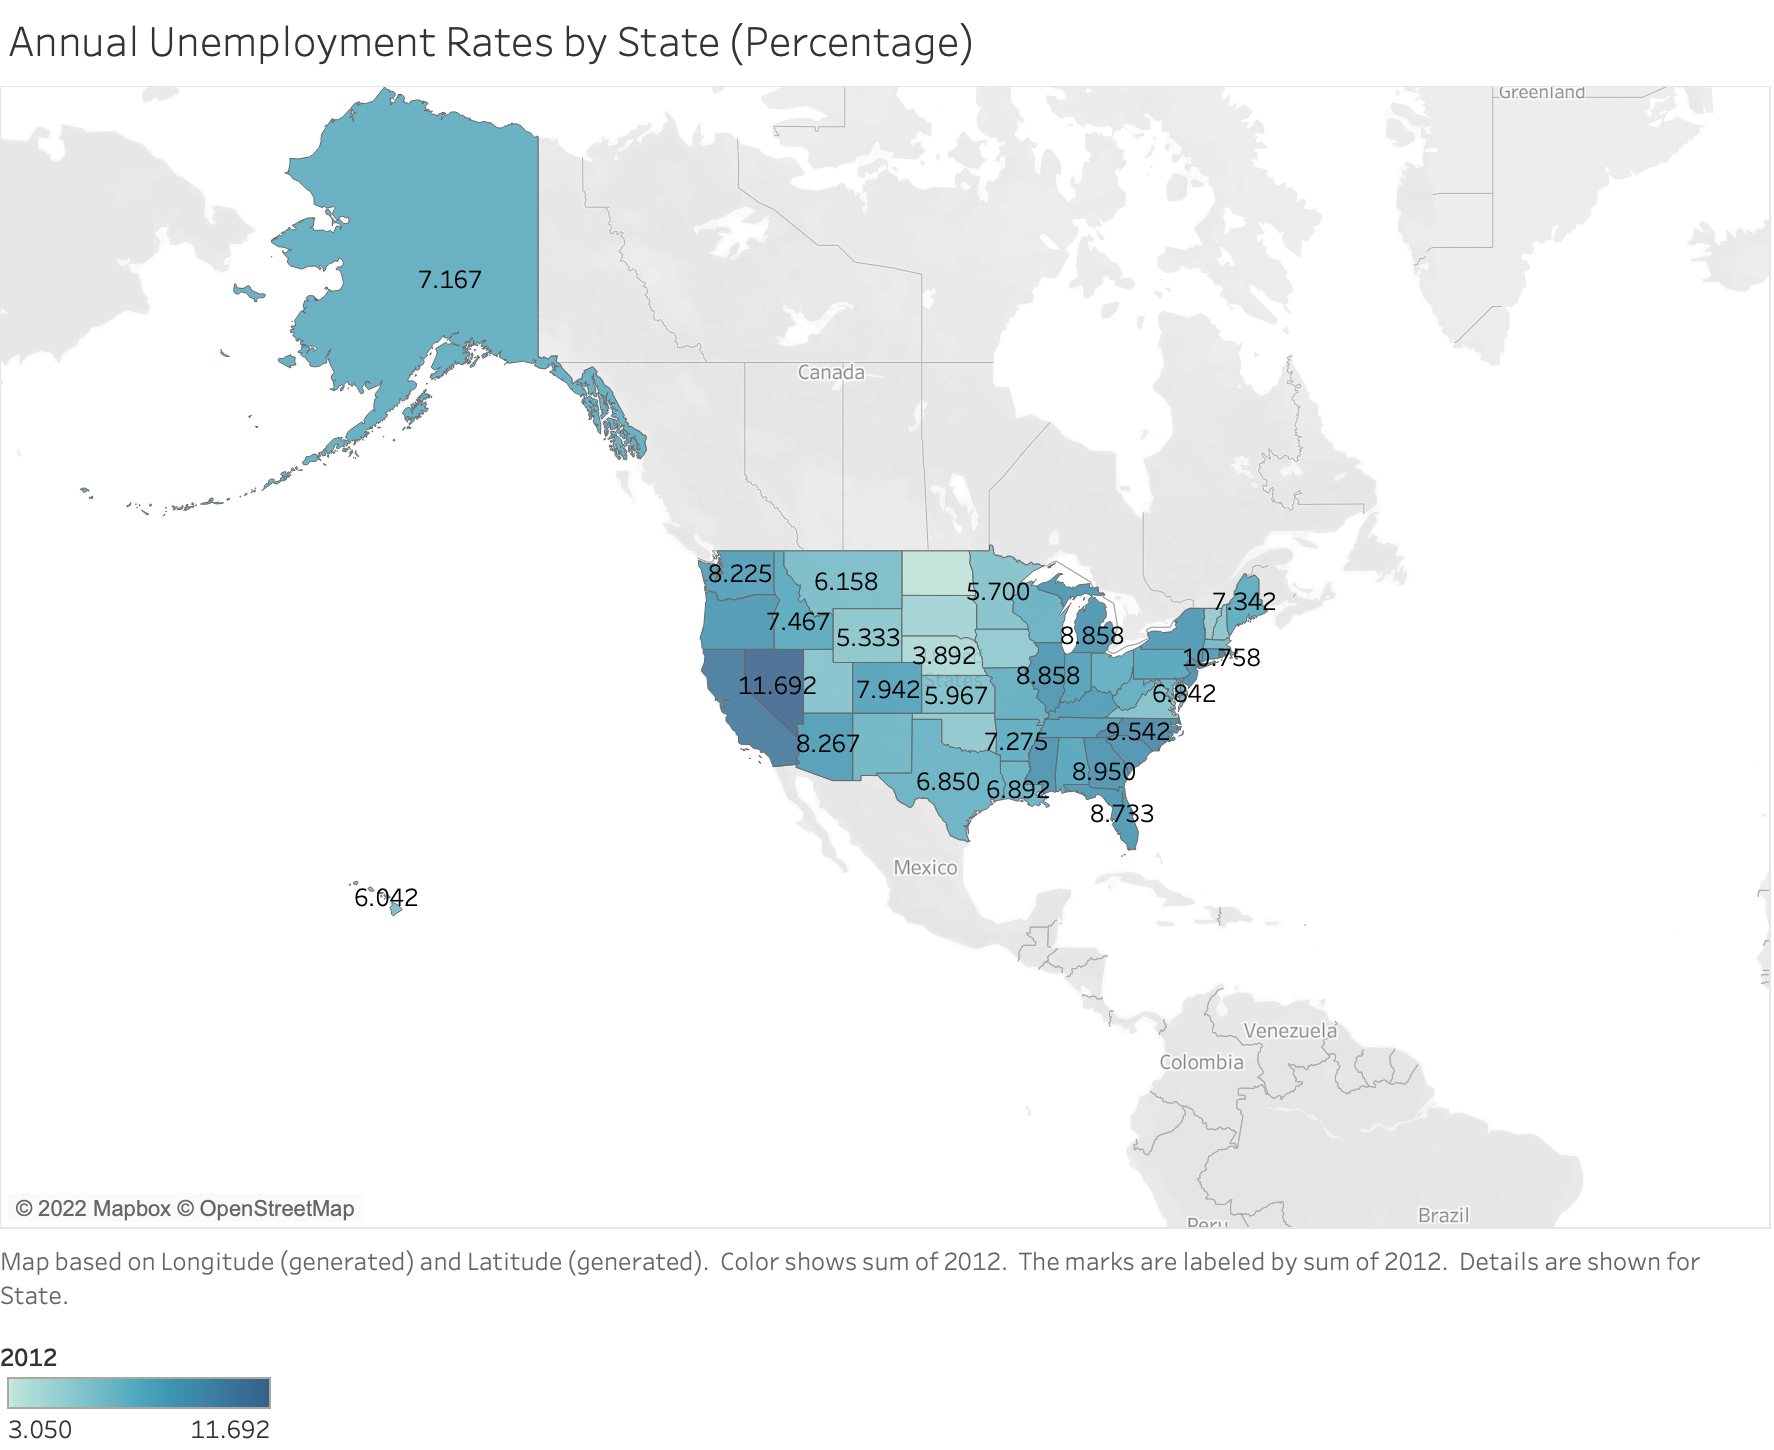 Annual Unemployment Rates by State (Percentage)
Greenland
7.167
Canada
8.225
6.158
5.700
7.342
7.467
5.333
8.858
3.892
10.758
8.858
States
11.692
7.942
5.967
6.842
9.542
8.267
7.275
8.950
6.850
6.892
8.733
Mexico
6.042
Venezuela
Colombia
Peru
Brazil
© 2022 Mapbox © OpenStreetMap
Map based on Longitude (generated) and Latitude (generated).  Color shows sum of 2012.  The marks are labeled by sum of 2012.  Details are shown for
State.
2012
3.050
11.692